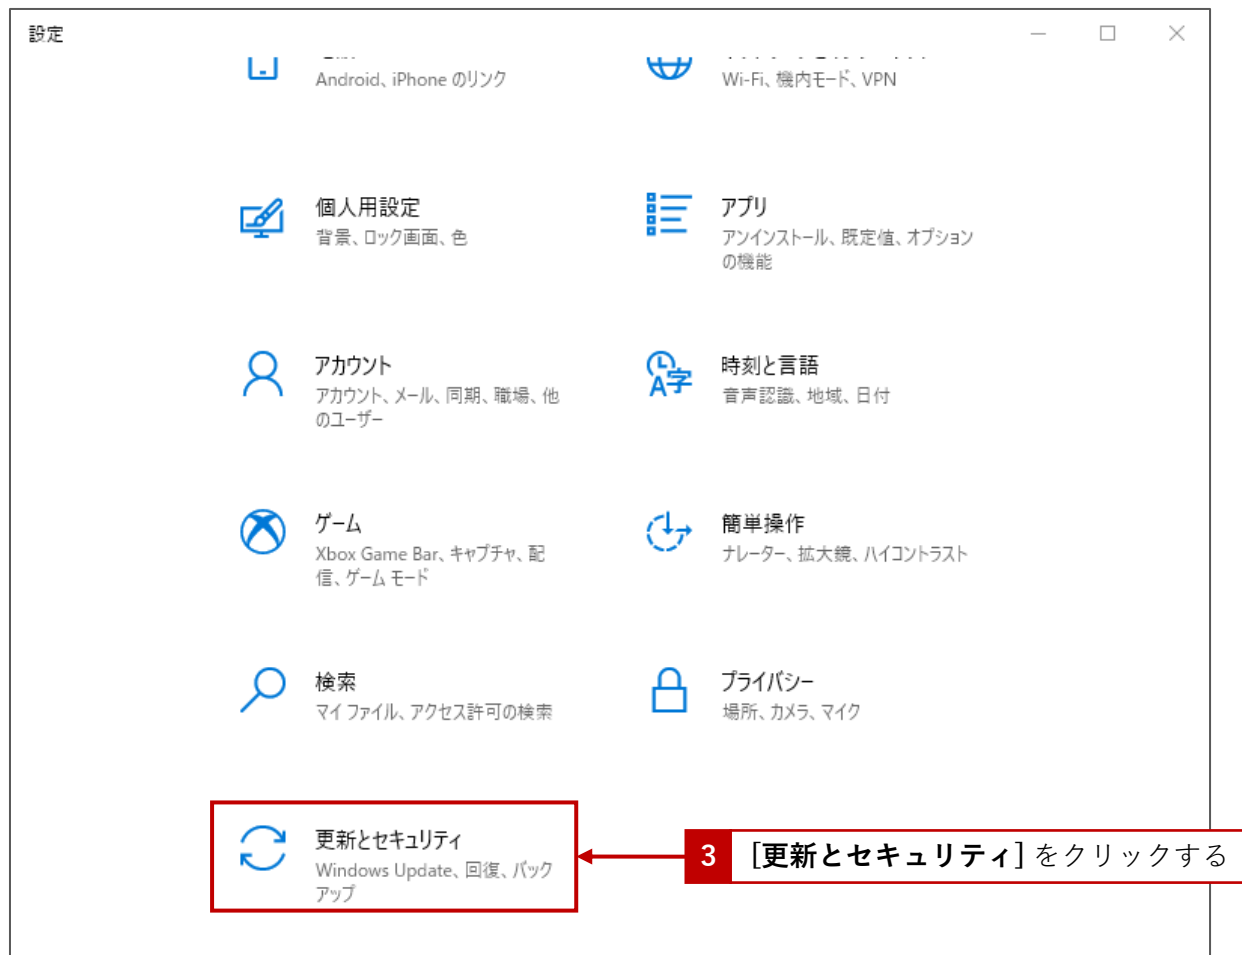 設定
Android、iPhone のリンク
Wi-Fi、機内モード、VPN
個人用設定
背景、ロック画面、色
アプリ
アンインストール、既定値、オプション
の機能
アカウント
アカウント、メール、同期、職場、他
のユーザー
時刻と言語
音声認識、地域、日付
ゲーム
Xbox Game Bar、キャプチャ、配
信、ゲーム モード
簡単操作
ナレーター、拡大鏡、ハイコントラスト
検索
マイ ファイル、アクセス許可の検索
プライバシー
場所、カメラ、マイク
更新とセキュリティ
Windows Update、回復、バック
アップ
3 [更新とセキュリティ] をクリックする